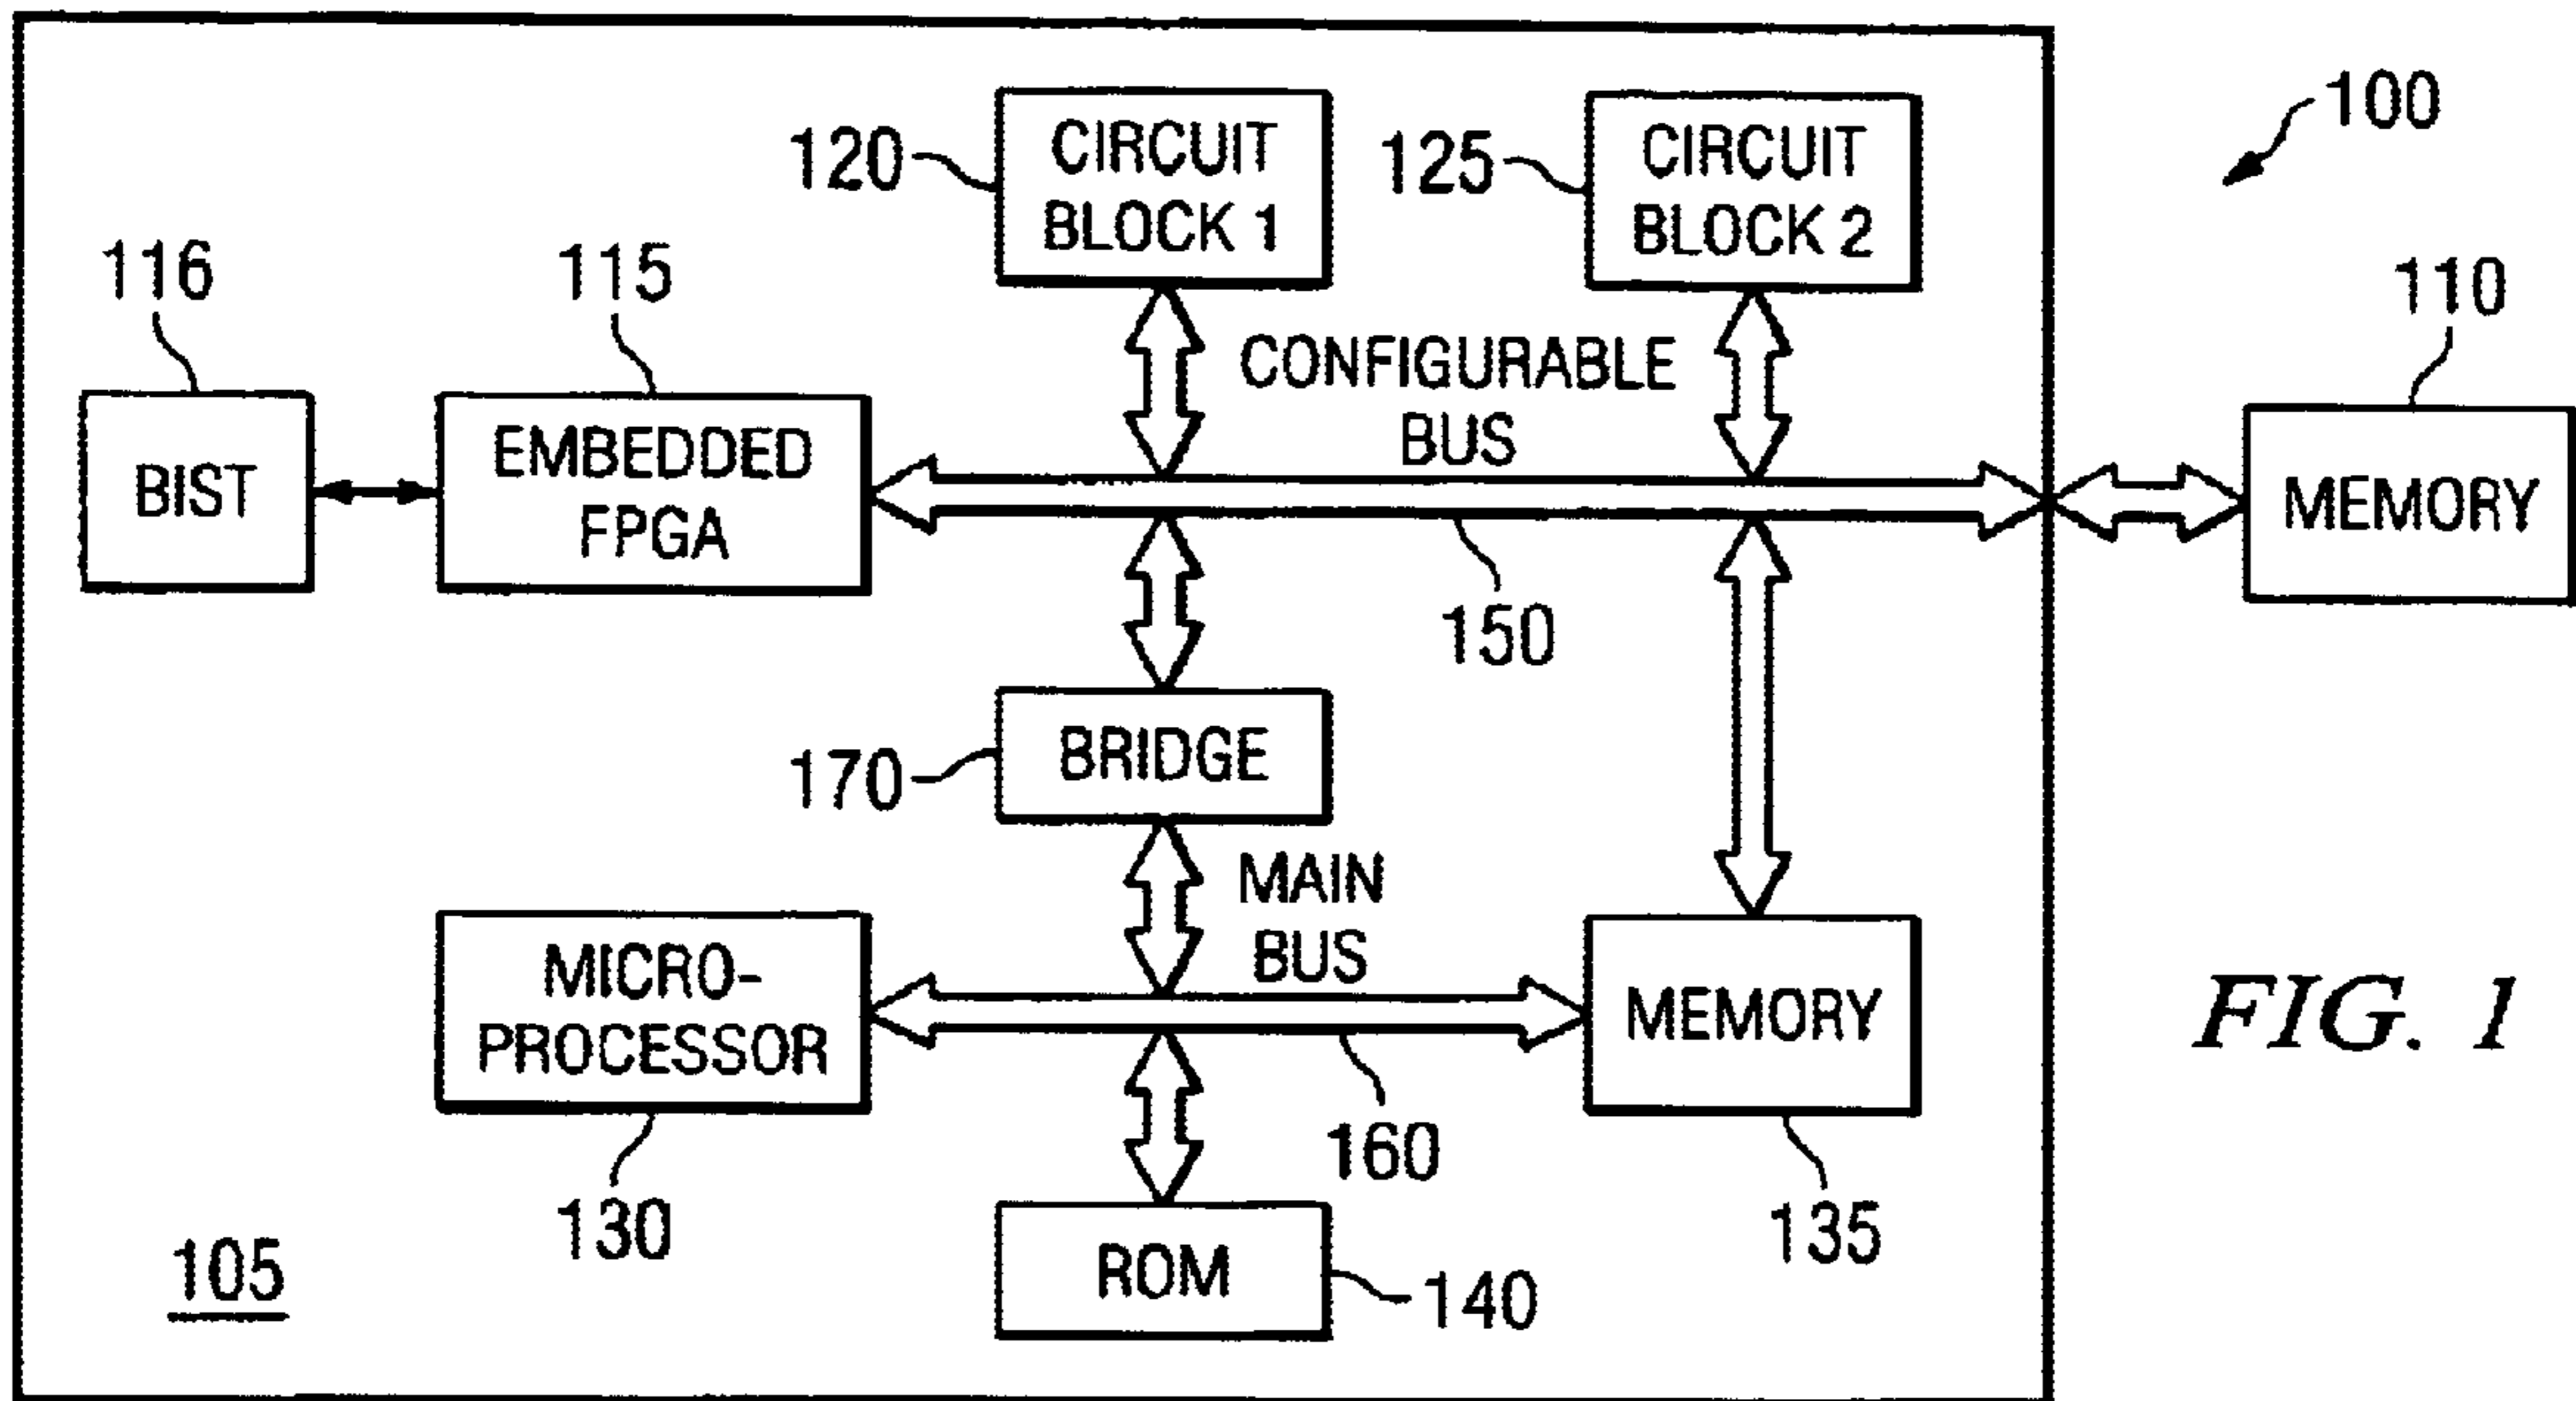 100
120
CIRCUIT
BLOCK 1
125
CIRCUIT
BLOCK 2
116
115
110
CONFIGURABLE
BUS
BIST
EMBEDDED
FPGA
MEMORY
150
170
BRIDGE
MAIN
BUS
MICRO-
PROCESSOR
MEMORY
FIG. 1
160
130
135
105
ROM
140